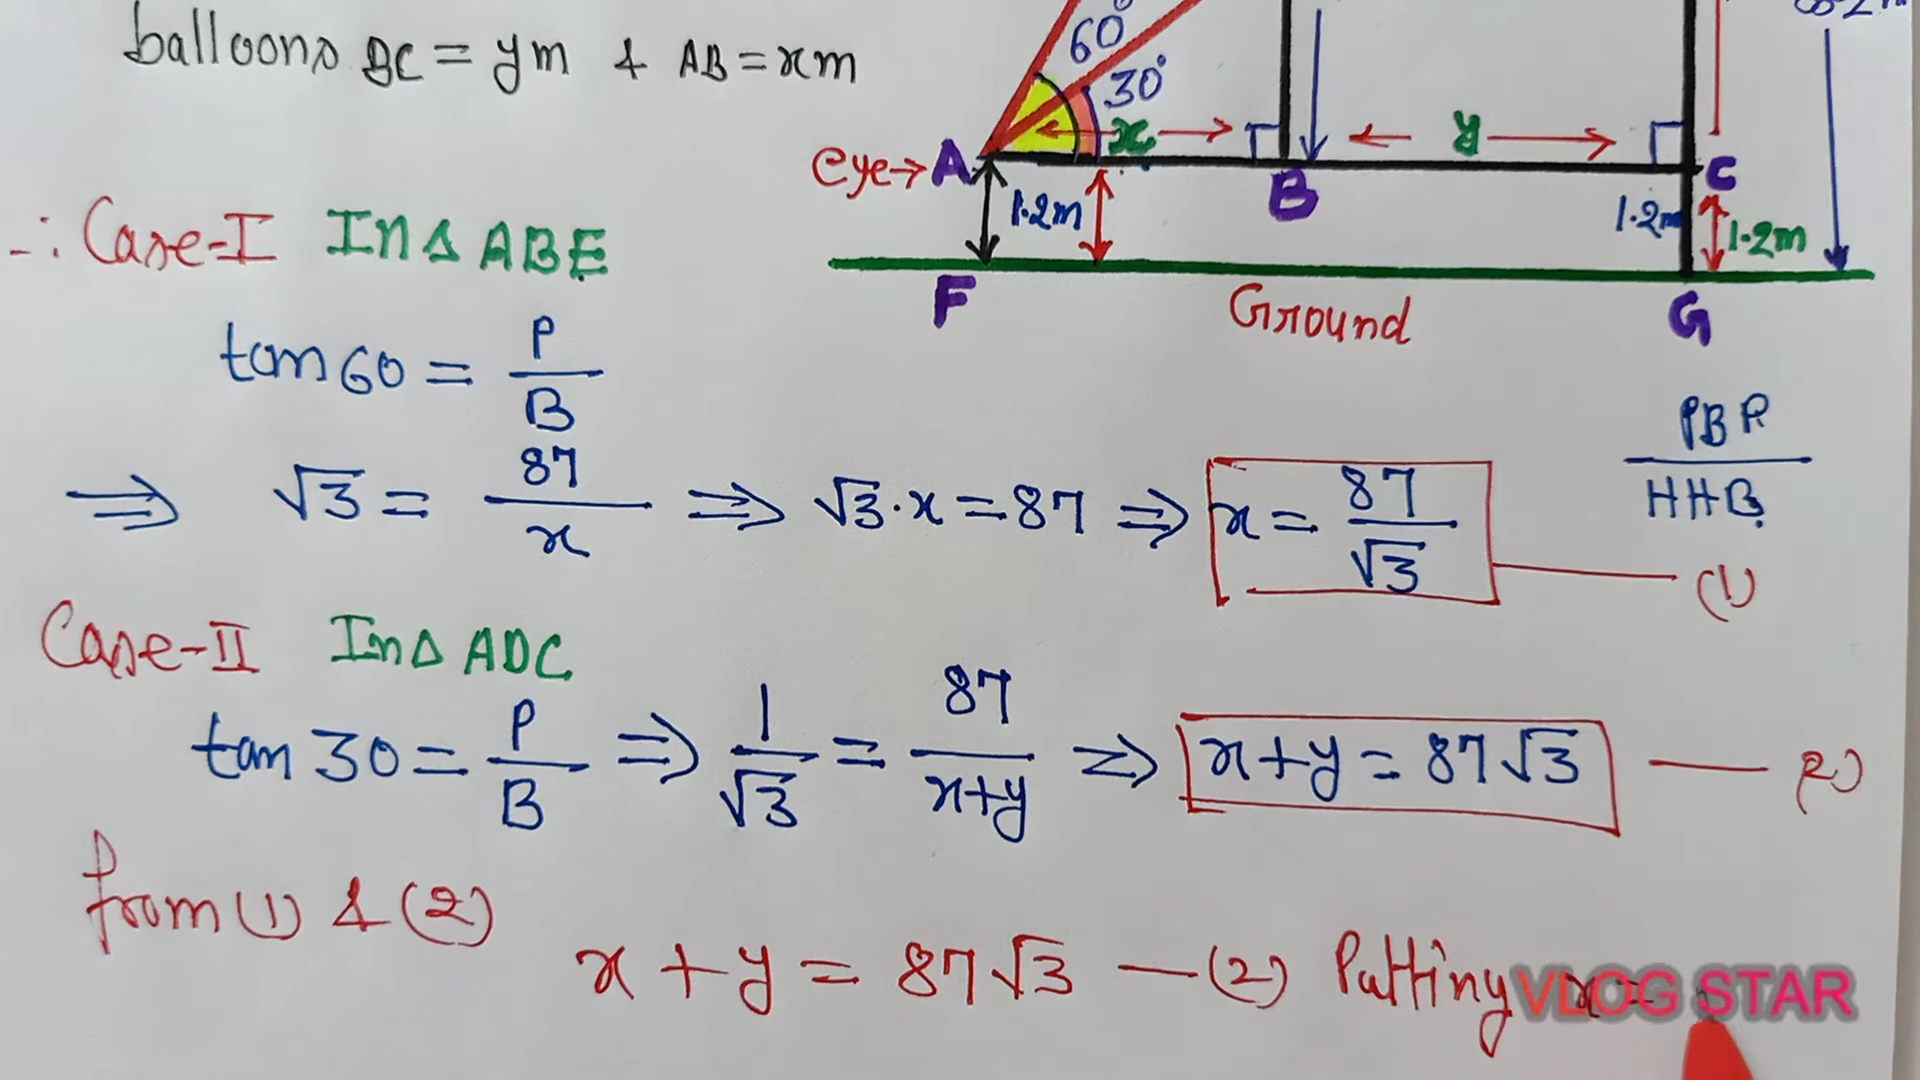 balloons BC = ym & AB = xm
60°
30°
x
y
eye→ A
B
C
1.2m
1.2m
1.2m
F
Ground
G
∴ Case-I In Δ ABE
tan 60 = P/B
PBP/HHB
⇒ √3 = 87/x ⇒ √3·x = 87 ⇒ x = 87/√3 — (1)
Case-II In Δ ADC
tan 30 = P/B ⇒ 1/√3 = 87/x+y ⇒ x+y = 87√3 — (2)
from (1) & (2)
x + y = 87√3 — (2) Putting x =
VLOG STAR